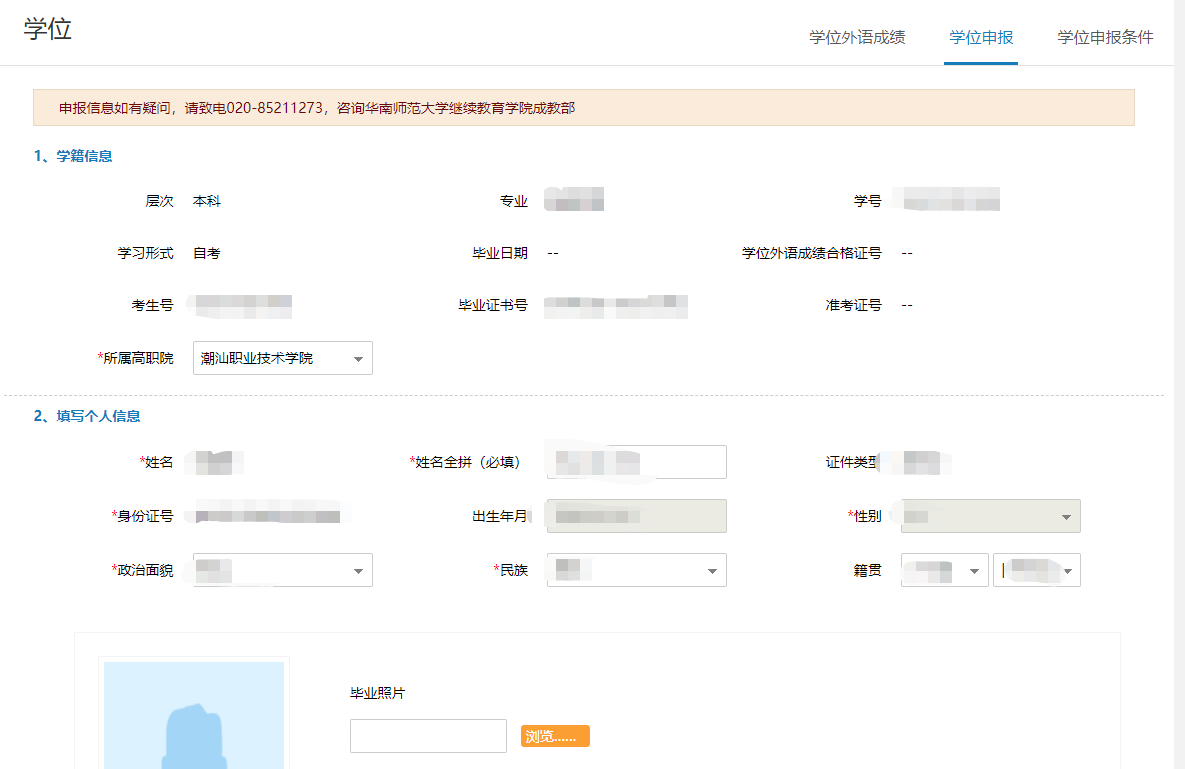 学位
学位外语成绩 学位申报 学位申报条件
申报信息如有疑问，请致电020-85211273，咨询华南师范大学继续教育学院成教部
1、学籍信息
层次 本科 专业 学号
学习形式 自考 毕业日期 -- 学位外语成绩合格证号 --
考生号 毕业证书号 准考证号 --
*所属高职院 潮汕职业技术学院
2、填写个人信息
*姓名 *姓名全拼（必填） 证件类型
*身份证号 出生年月 *性别
*政治面貌 *民族 籍贯
毕业照片
浏览......